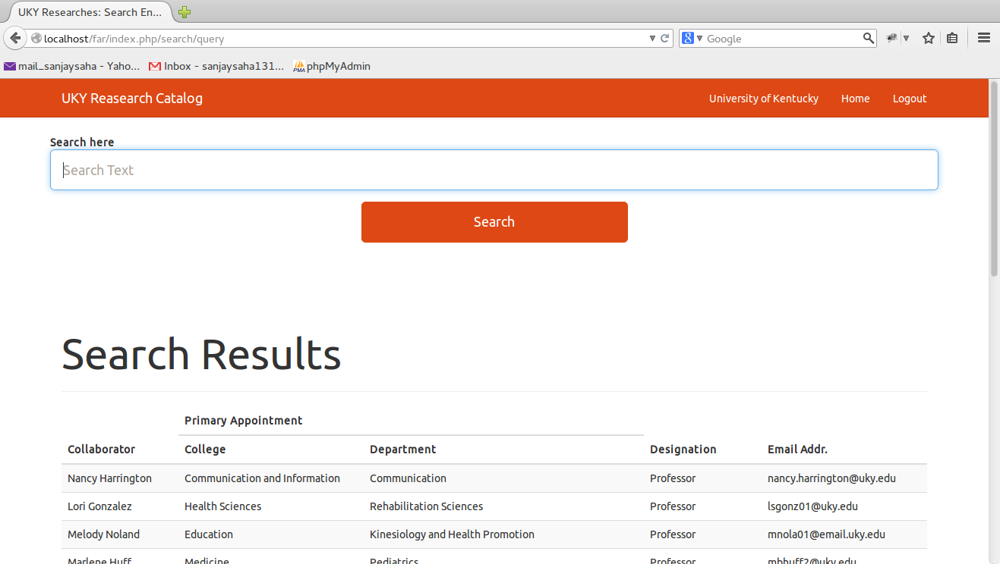 UKY Researches: Search En...
localhost/far/index.php/search/query
Google
mail_sanjaysaha - Yaho... Inbox - sanjaysaha131... PMA phpMyAdmin
UKY Reasearch Catalog University of Kentucky Home Logout
Search here
Search Text
Search
Search Results
Primary Appointment
Collaborator College Department Designation Email Addr.
Nancy Harrington Communication and Information Communication Professor nancy.harrington@uky.edu
Lori Gonzalez Health Sciences Rehabilitation Sciences Professor lsgonz01@uky.edu
Melody Noland Education Kinesiology and Health Promotion Professor mnola01@email.uky.edu
Marlene Huff Medicine Pediatrics Professor mbhuff2@uky.edu